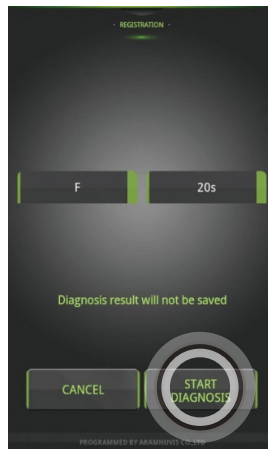 - REGISTRATION -
F
20s
Diagnosis result will not be saved
CANCEL
START
DIAGNOSIS
PROGRAMMED BY ARAMHUVIS CO.,LTD